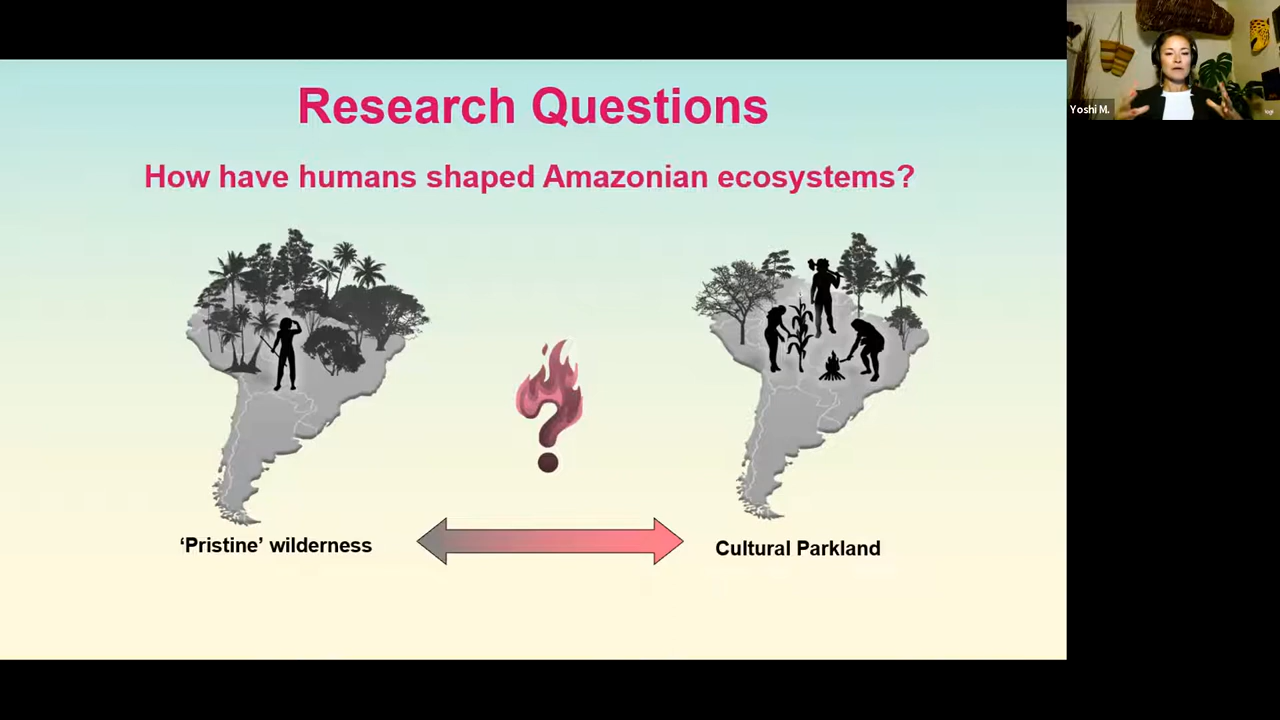 Research Questions
How have humans shaped Amazonian ecosystems?
‘Pristine’ wilderness
Cultural Parkland
Yoshi M.